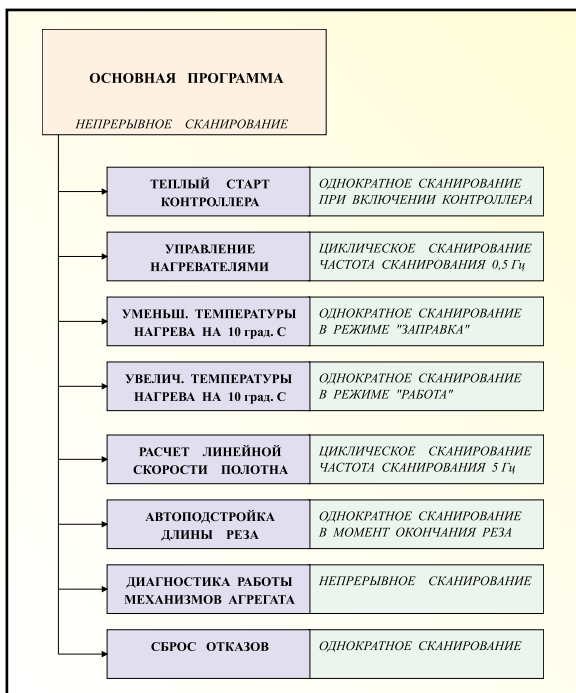 ОСНОВНАЯ ПРОГРАММА
НЕПРЕРЫВНОЕ СКАНИРОВАНИЕ
ТЕПЛЫЙ СТАРТ
КОНТРОЛЛЕРА
ОДНОКРАТНОЕ СКАНИРОВАНИЕ
ПРИ ВКЛЮЧЕНИИ КОНТРОЛЛЕРА
УПРАВЛЕНИЕ
НАГРЕВАТЕЛЯМИ
ЦИКЛИЧЕСКОЕ СКАНИРОВАНИЕ
ЧАСТОТА СКАНИРОВАНИЯ 0,5 Гц
УМЕНЬШ. ТЕМПЕРАТУРЫ
НАГРЕВА НА 10 град. С
ОДНОКРАТНОЕ СКАНИРОВАНИЕ
В РЕЖИМЕ "ЗАПРАВКА"
УВЕЛИЧ. ТЕМПЕРАТУРЫ
НАГРЕВА НА 10 град. С
ОДНОКРАТНОЕ СКАНИРОВАНИЕ
В РЕЖИМЕ "РАБОТА"
РАСЧЕТ ЛИНЕЙНОЙ
СКОРОСТИ ПОЛОТНА
ЦИКЛИЧЕСКОЕ СКАНИРОВАНИЕ
ЧАСТОТА СКАНИРОВАНИЯ 5 Гц
АВТОПОДСТРОЙКА
ДЛИНЫ РЕЗА
ОДНОКРАТНОЕ СКАНИРОВАНИЕ
В МОМЕНТ ОКОНЧАНИЯ РЕЗА
ДИАГНОСТИКА РАБОТЫ
МЕХАНИЗМОВ АГРЕГАТА
НЕПРЕРЫВНОЕ СКАНИРОВАНИЕ
СБРОС ОТКАЗОВ
ОДНОКРАТНОЕ СКАНИРОВАНИЕ